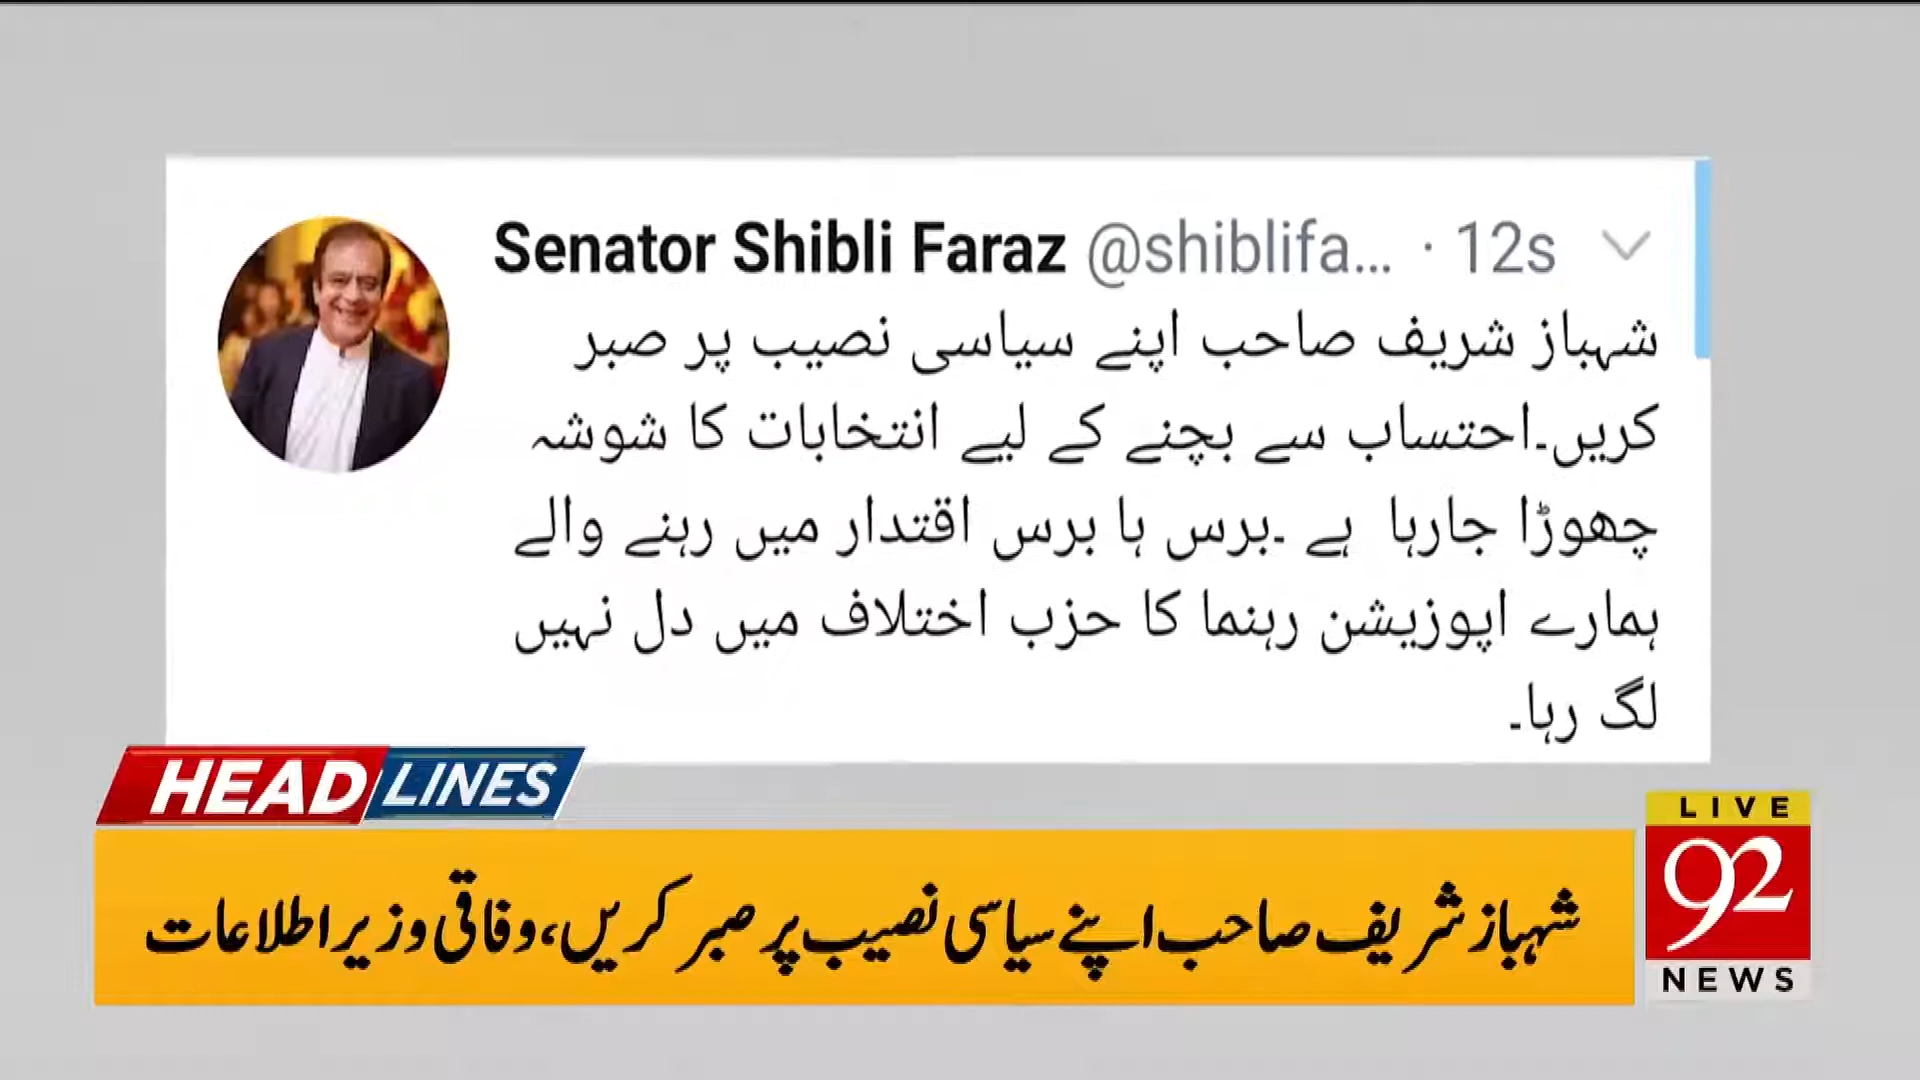 Senator Shibli Faraz @shiblifa... · 12s
شہباز شریف صاحب اپنے سیاسی نصیب پر صبر
کریں۔احتساب سے بچنے کے لیے انتخابات کا شوشہ
چھوڑا جارہا ہے ۔برس ہا برس اقتدار میں رہنے والے
ہمارے اپوزیشن رہنما کا حزب اختلاف میں دل نہیں
لگ رہا۔
HEADLINES
شہباز شریف صاحب اپنے سیاسی نصیب پر صبر کریں، وفاقی وزیر اطلاعات
LIVE
92
NEWS